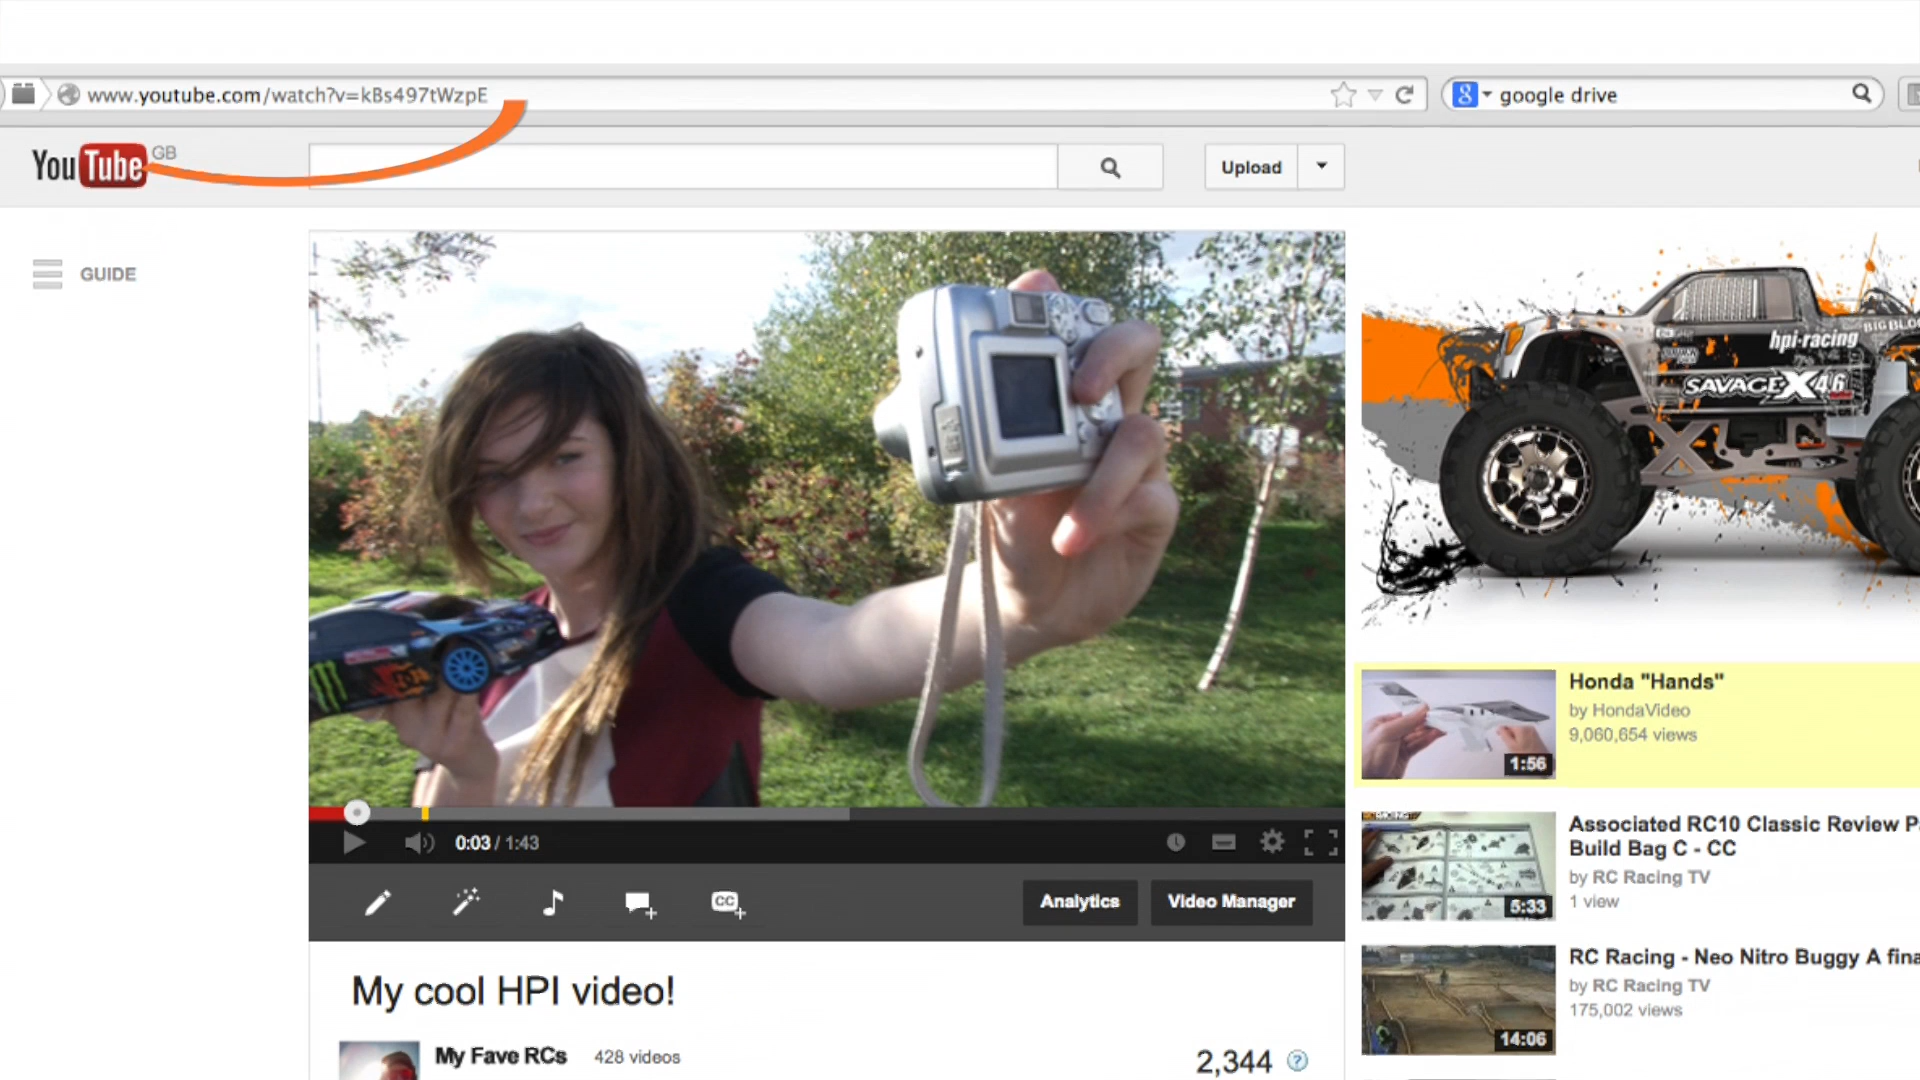 www.youtube.com/watch?v=kBs497tWzpE
google drive
YouTube GB
Upload
GUIDE
hpi-racing
SAVAGE X 4.6
Honda "Hands"
by HondaVideo
9,060,654 views
1:56
Associated RC10 Classic Review P
Build Bag C - CC
by RC Racing TV
1 view
5:33
0:03 / 1:43
CC
Analytics
Video Manager
RC Racing - Neo Nitro Buggy A fina
by RC Racing TV
175,002 views
14:06
My cool HPI video!
My Fave RCs
428 videos
2,344